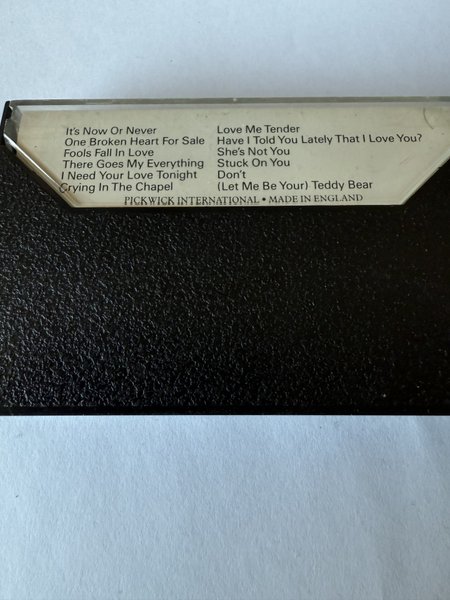 It's Now Or Never
One Broken Heart For Sale
Fools Fall In Love
There Goes My Everything
I Need Your Love Tonight
Crying In The Chapel
Love Me Tender
Have I Told You Lately That I Love You?
She's Not You
Stuck On You
Don't
(Let Me Be Your) Teddy Bear
PICKWICK INTERNATIONAL • MADE IN ENGLAND